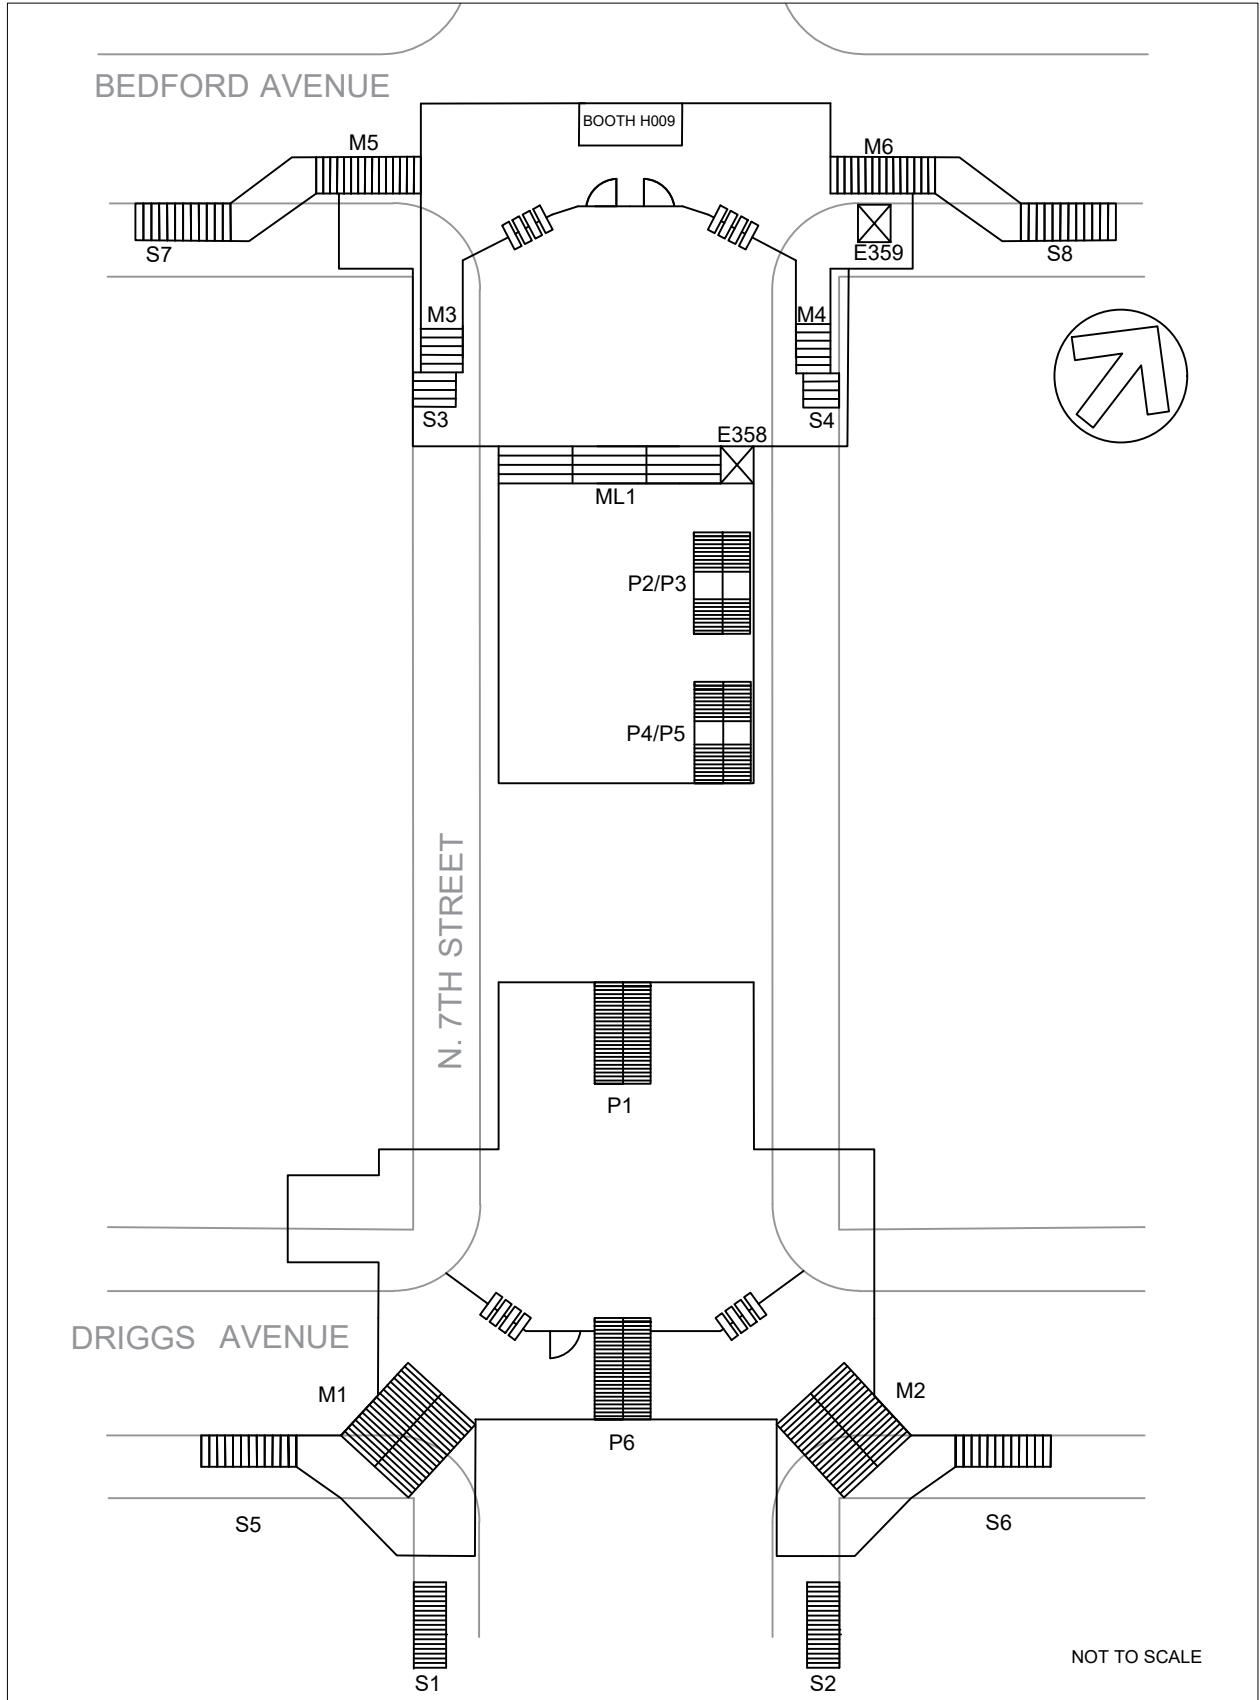 BEDFORD AVENUE
BOOTH H009
M5
M6
S7
E359
S8
M3
M4
S3
S4
E358
ML1
P2/P3
P4/P5
N. 7TH STREET
P1
DRIGGS AVENUE
M1
M2
P6
S5
S6
NOT TO SCALE
S1
S2